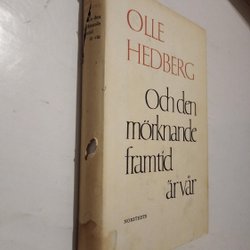 OLLE
HEDBERG
Och den
mörknande
framtid
är vår
NORSTEDTS